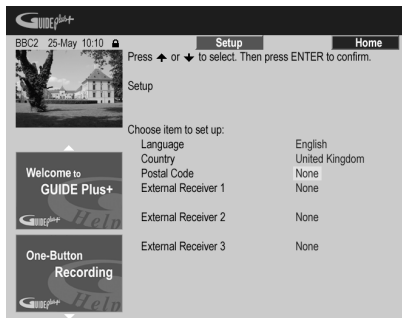 GUIDE Plus+
BBC2 25-May 10:10 Setup Home
Press ↑ or ↓ to select. Then press ENTER to confirm.
Setup
Choose item to set up:
Language English
Country United Kingdom
Postal Code None
External Receiver 1 None
External Receiver 2 None
External Receiver 3 None
Welcome to
GUIDE Plus+
GUIDE Plus+ Help
One-Button
Recording
GUIDE Plus+ Help